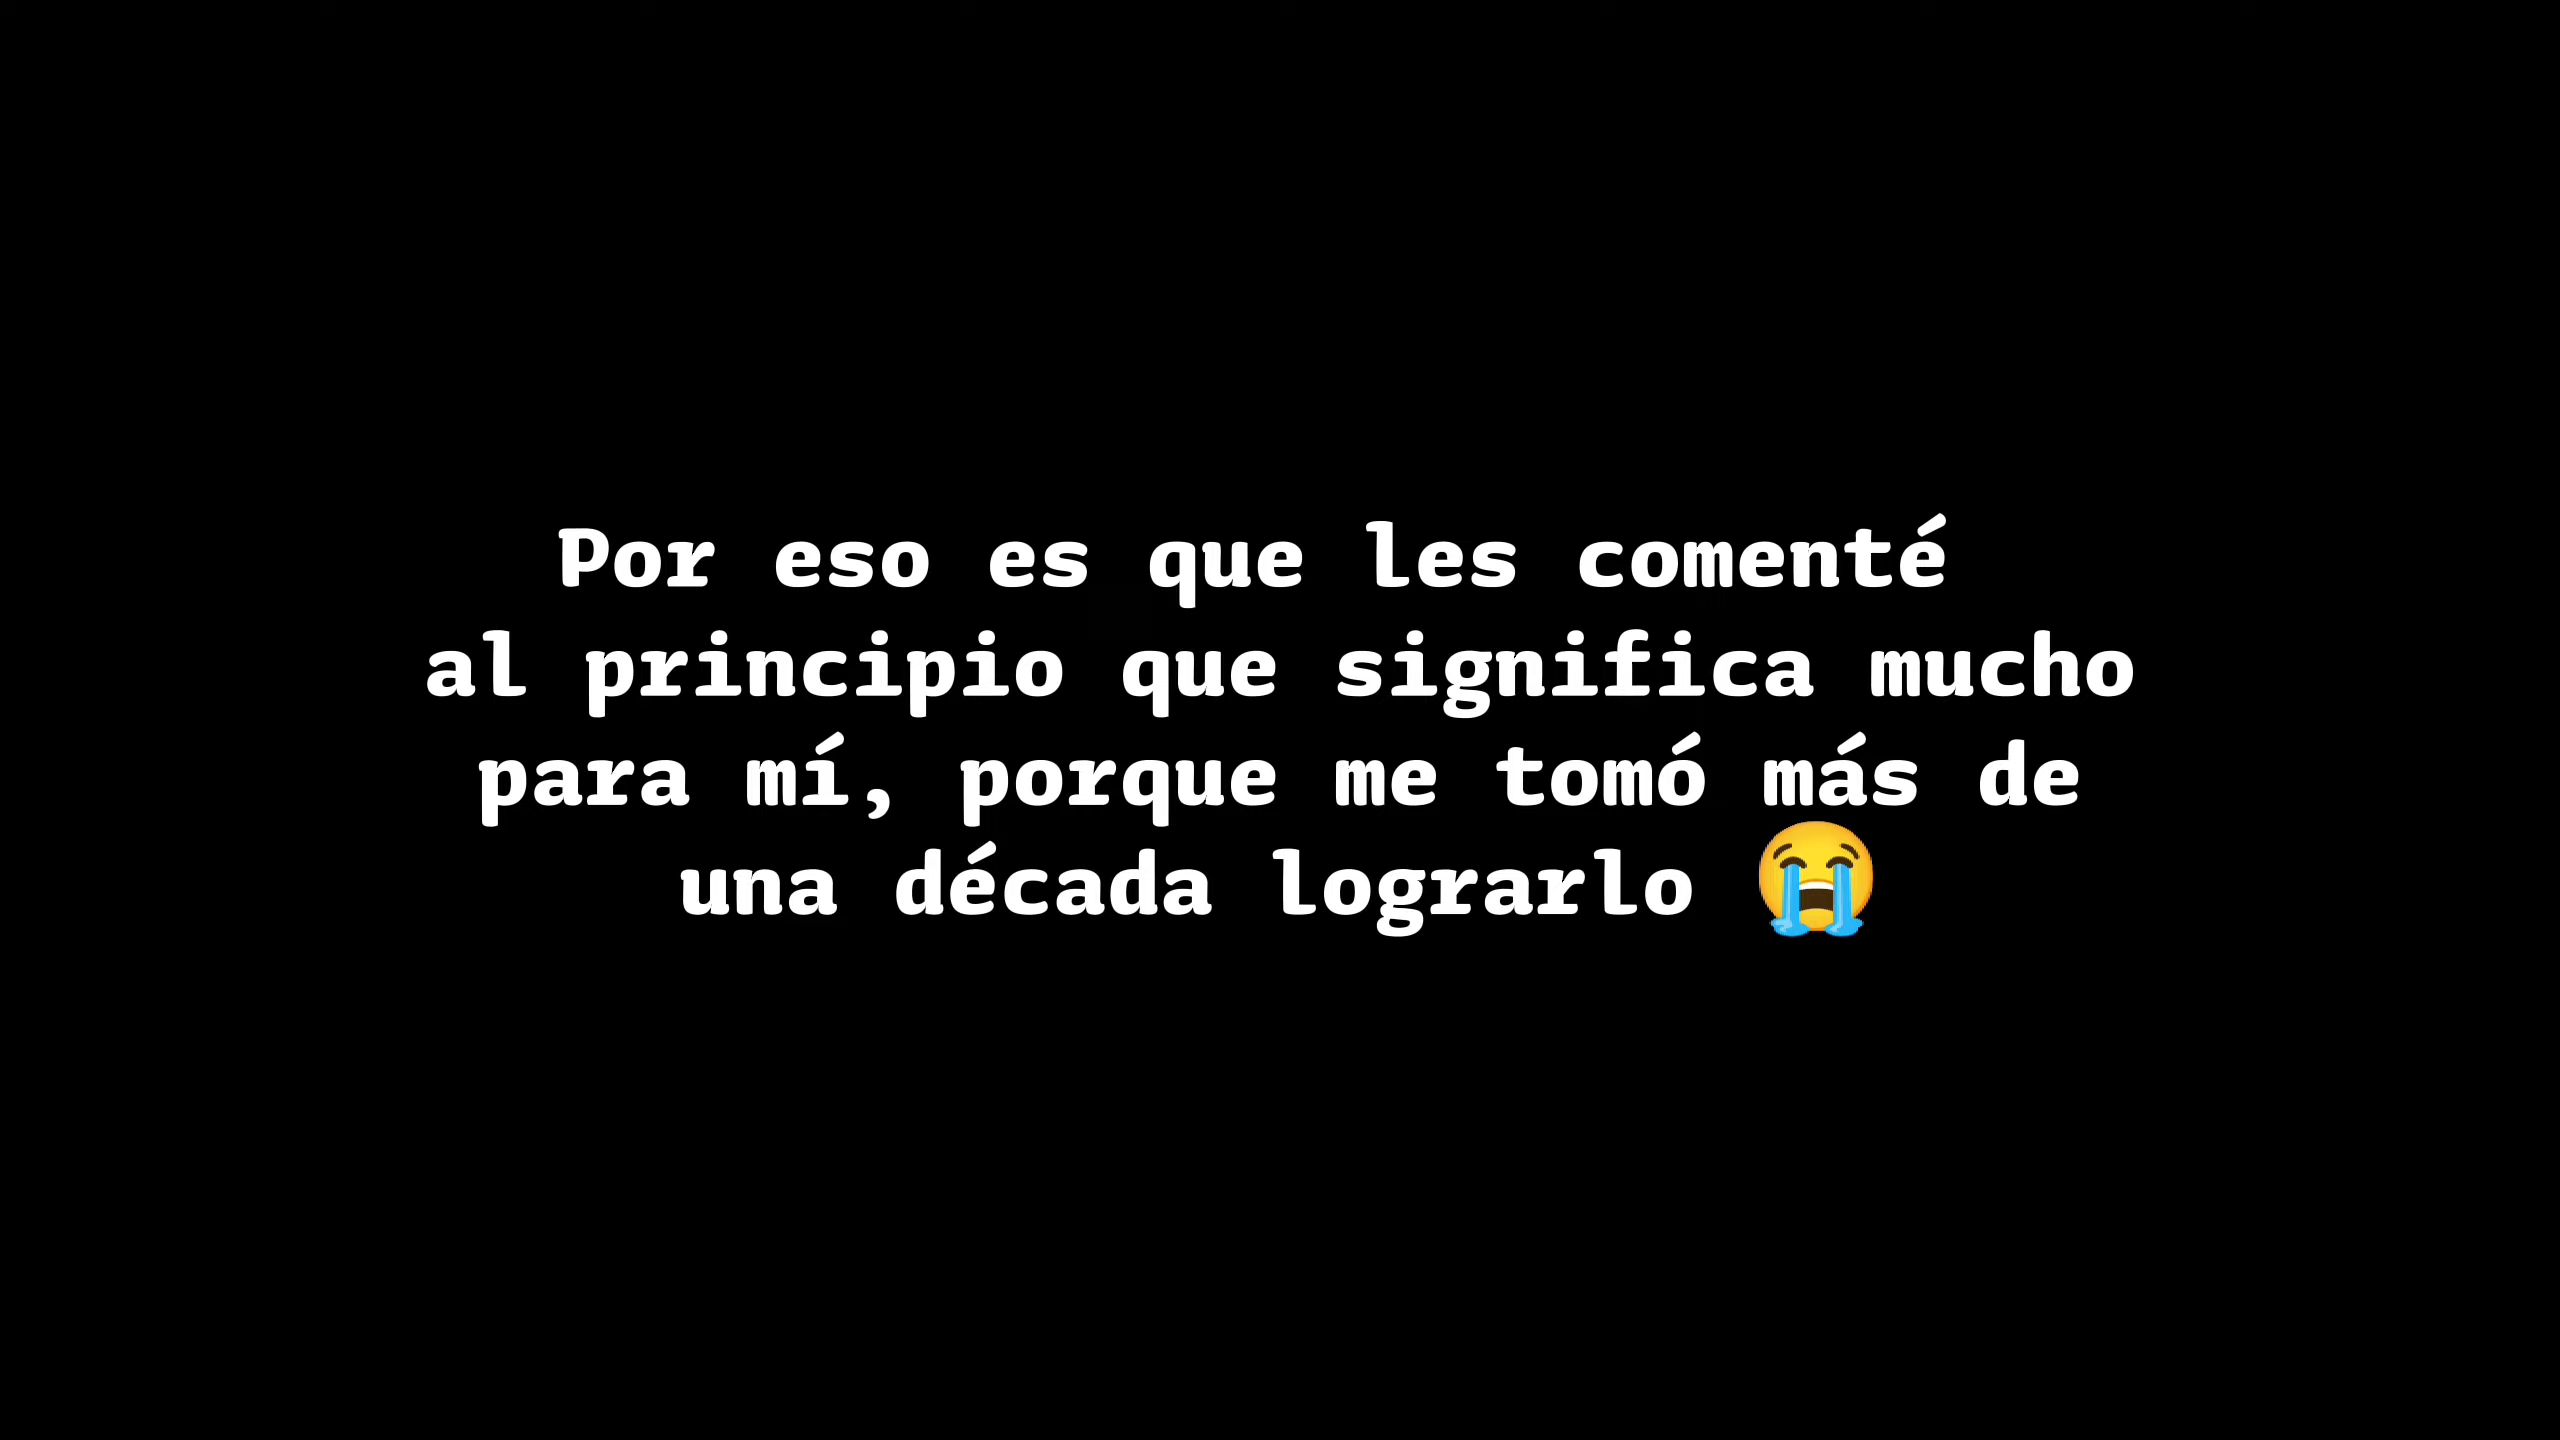 Por eso es que les comenté
al principio que significa mucho
para mí, porque me tomó más de
una década lograrlo 😭